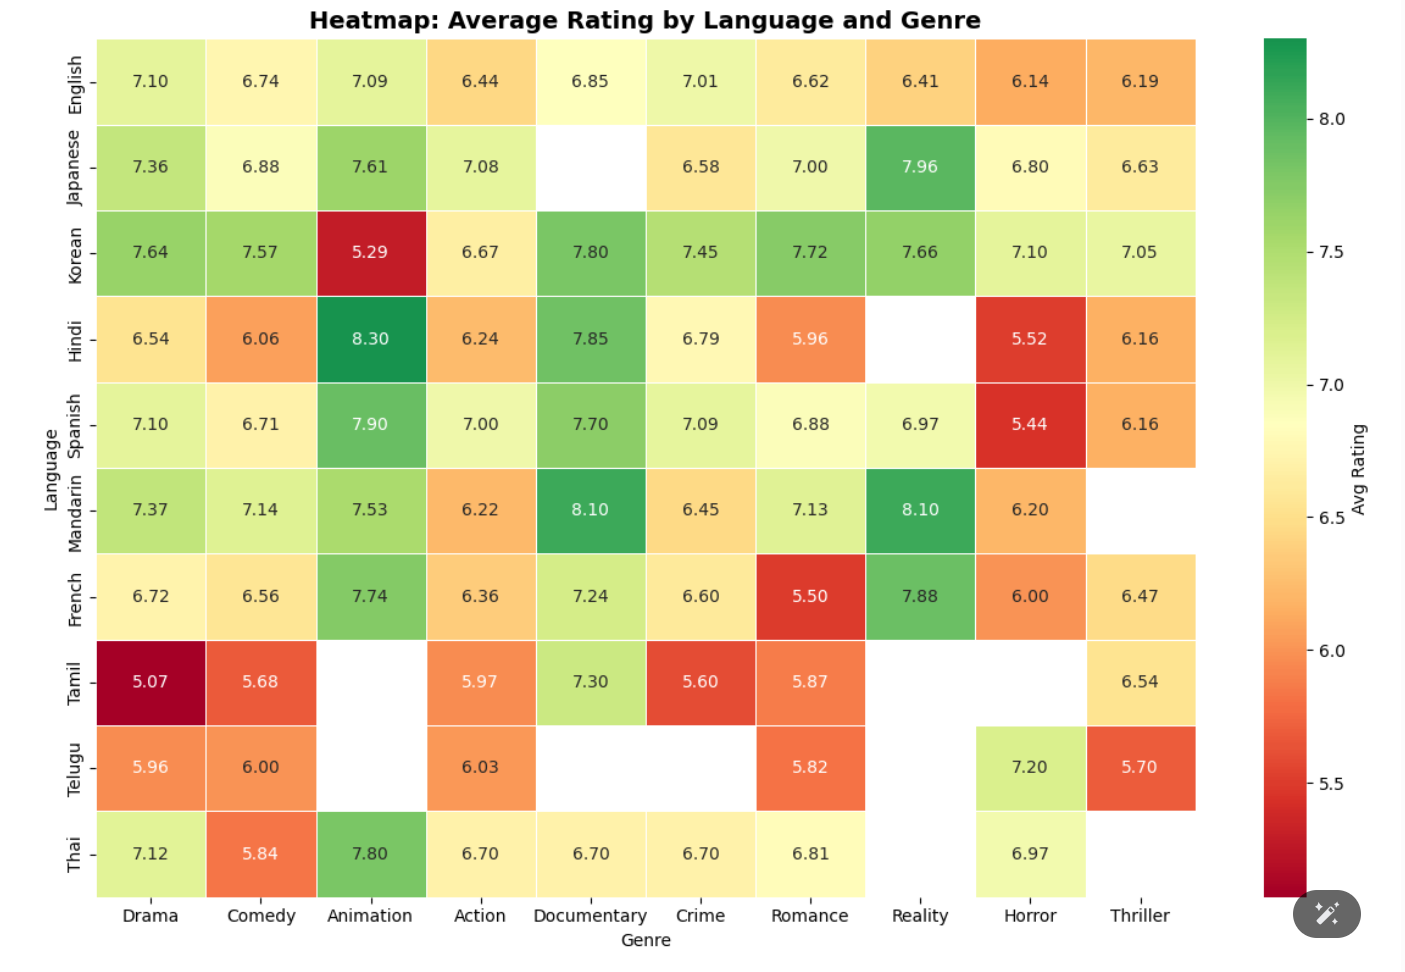 Heatmap: Average Rating by Language and Genre
English 7.10 6.74 7.09 6.44 6.85 7.01 6.62 6.41 6.14 6.19
Japanese 7.36 6.88 7.61 7.08 6.58 7.00 7.96 6.80 6.63
Korean 7.64 7.57 5.29 6.67 7.80 7.45 7.72 7.66 7.10 7.05
Hindi 6.54 6.06 8.30 6.24 7.85 6.79 5.96 5.52 6.16
Spanish 7.10 6.71 7.90 7.00 7.70 7.09 6.88 6.97 5.44 6.16
Mandarin 7.37 7.14 7.53 6.22 8.10 6.45 7.13 8.10 6.20
French 6.72 6.56 7.74 6.36 7.24 6.60 5.50 7.88 6.00 6.47
Tamil 5.07 5.68 5.97 7.30 5.60 5.87 6.54
Telugu 5.96 6.00 6.03 5.82 7.20 5.70
Thai 7.12 5.84 7.80 6.70 6.70 6.70 6.81 6.97
Drama Comedy Animation Action Documentary Crime Romance Reality Horror Thriller
Genre
Language
8.0
7.5
7.0
6.5
6.0
5.5
Avg Rating